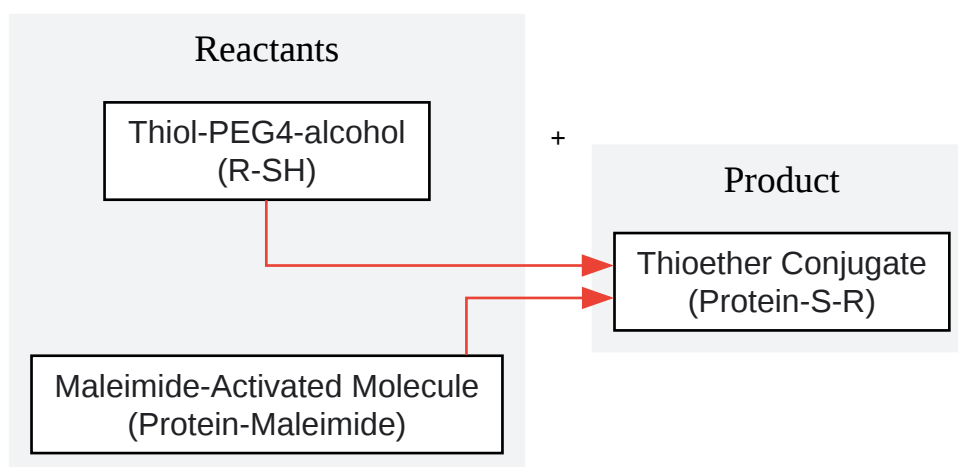 Reactants
Thiol-PEG4-alcohol
(R-SH)
+
Product
Thioether Conjugate
(Protein-S-R)
Maleimide-Activated Molecule
(Protein-Maleimide)